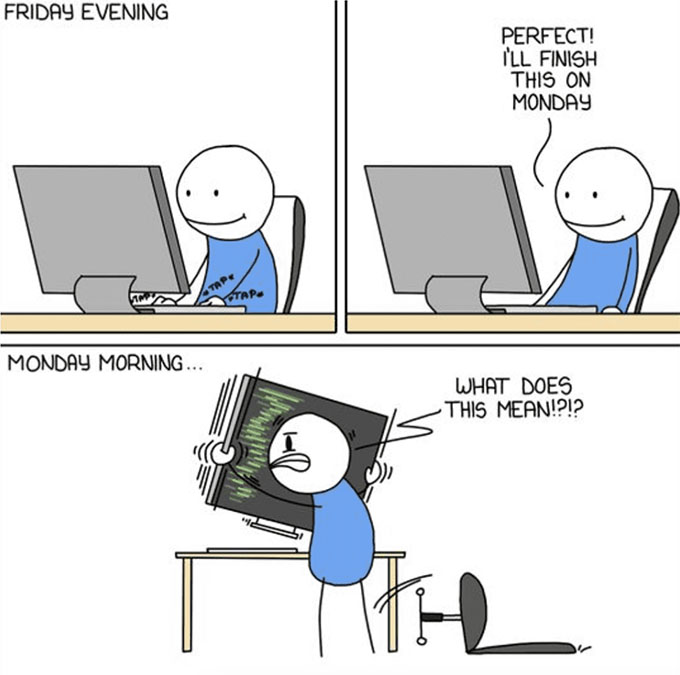 FRIDAY EVENING
PERFECT!
I'LL FINISH
THIS ON
MONDAY
*TAP*
*TAP*
*TAP*
MONDAY MORNING...
WHAT DOES
THIS MEAN!?!?